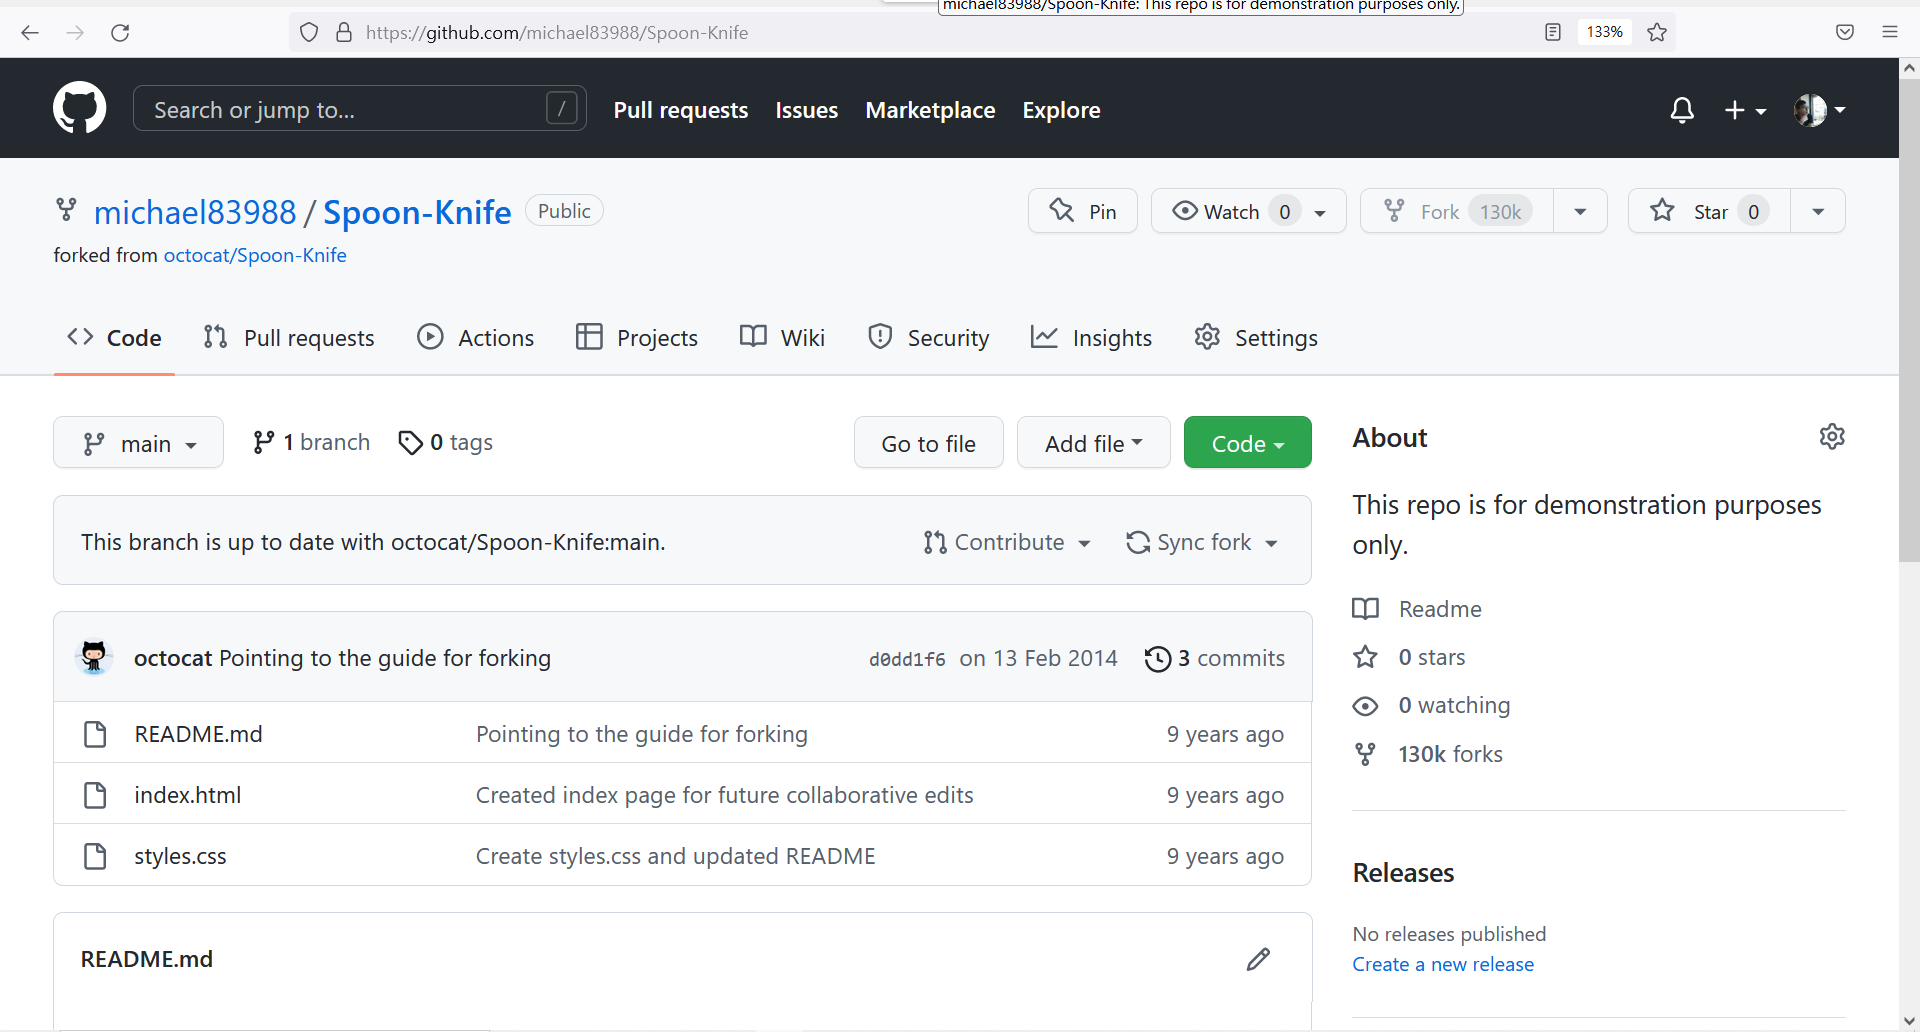 michael83988/Spoon-Knife: This repo is for demonstration purposes only.
https://github.com/michael83988/Spoon-Knife
133%
Search or jump to...
/
Pull requests
Issues
Marketplace
Explore
michael83988 / Spoon-Knife
Public
Pin
Watch 0
Fork 130k
Star 0
forked from octocat/Spoon-Knife
Code
Pull requests
Actions
Projects
Wiki
Security
Insights
Settings
main
1 branch
0 tags
Go to file
Add file
Code
This branch is up to date with octocat/Spoon-Knife:main.
Contribute
Sync fork
octocat Pointing to the guide for forking
d0dd1f6 on 13 Feb 2014
3 commits
README.md
Pointing to the guide for forking
9 years ago
index.html
Created index page for future collaborative edits
9 years ago
styles.css
Create styles.css and updated README
9 years ago
README.md
About
This repo is for demonstration purposes
only.
Readme
0 stars
0 watching
130k forks
Releases
No releases published
Create a new release